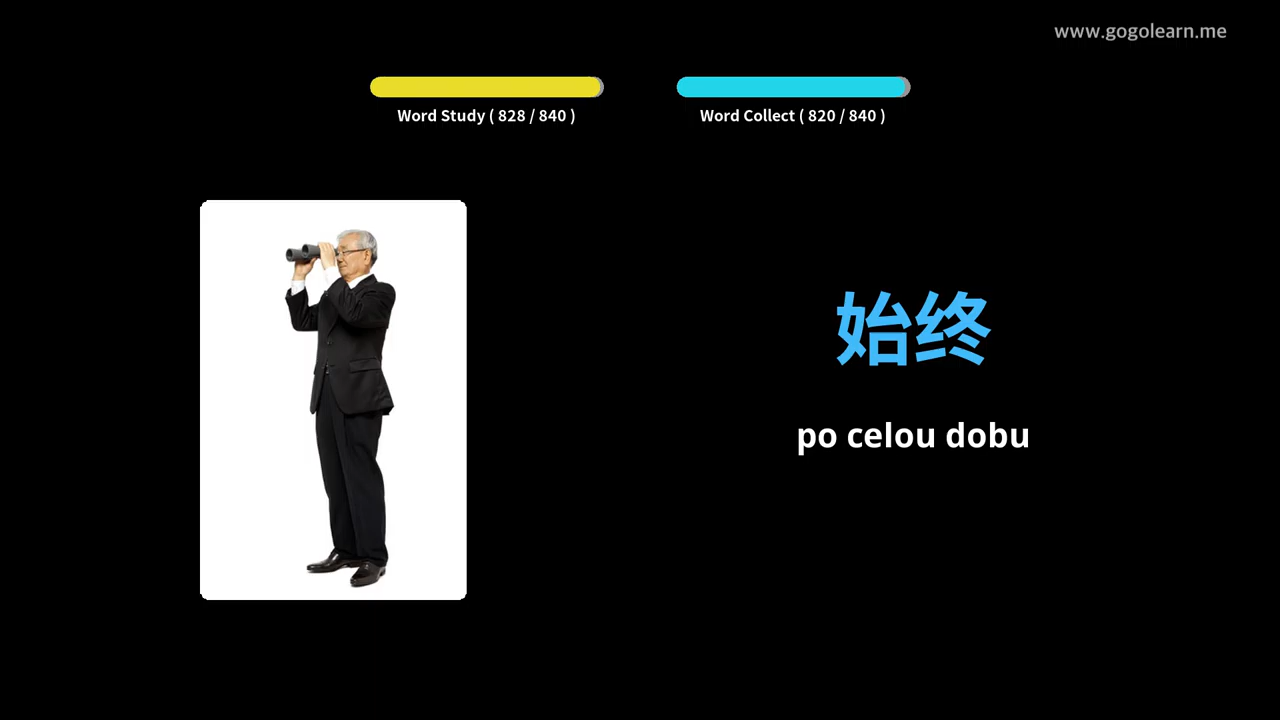 www.gogolearn.me
Word Study ( 828 / 840 )
Word Collect ( 820 / 840 )
始终
po celou dobu